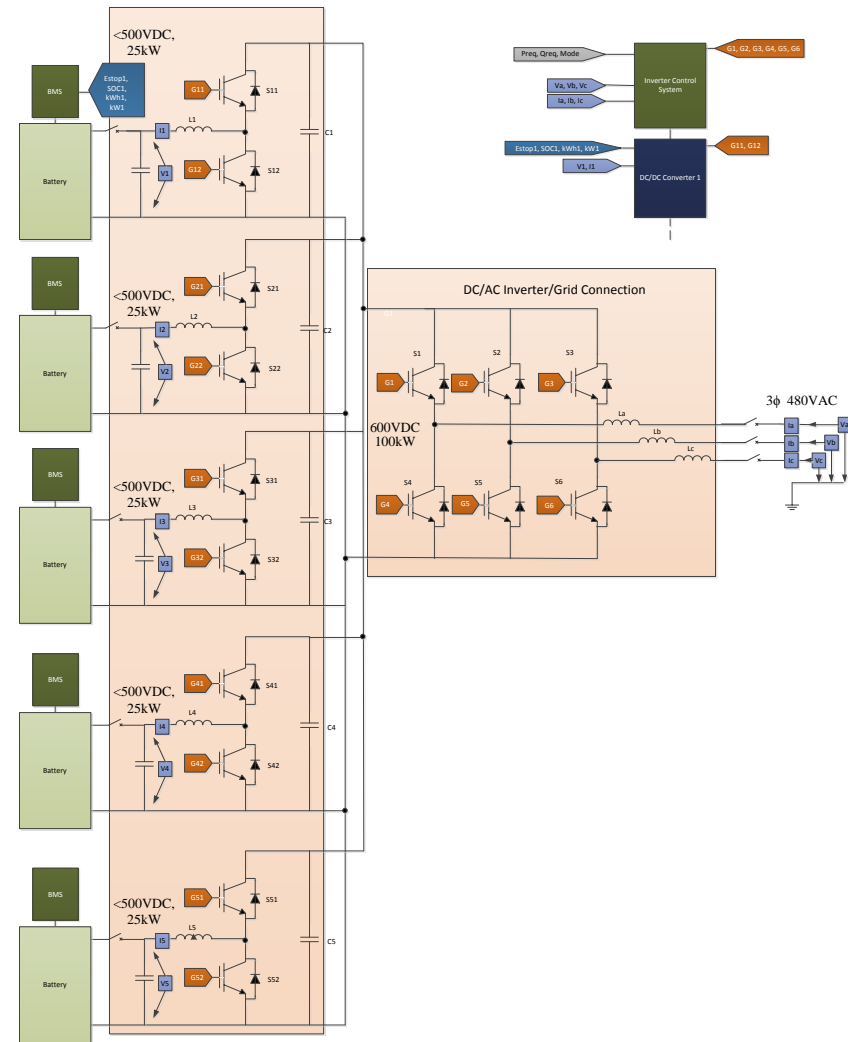 <500VDC,
25kW
BMS
Estop1,
SOC1,
kWh1,
kW1
Battery
I1
L1
V1
G11
S11
G12
S12
C1
BMS
Battery
<500VDC,
25kW
I2
L2
V2
G21
S21
G22
S22
C2
BMS
Battery
<500VDC,
25kW
I3
L3
V3
G31
S31
G32
S32
C3
BMS
Battery
<500VDC,
25kW
I4
L4
V4
G41
S41
G42
S42
C4
BMS
Battery
<500VDC,
25kW
I5
L5
V5
G51
S51
G52
S52
C5
Preq, Qreq, Mode
Va, Vb, Vc
Ia, Ib, Ic
Inverter Control
System
G1, G2, G3, G4, G5, G6
Estop1, SOC1, kWh1, kW1
V1, I1
DC/DC Converter 1
G11, G12
DC/AC Inverter/Grid Connection
S1
S2
S3
G1
G2
G3
600VDC
100kW
La
Lb
Lc
S4
S5
S6
G4
G5
G6
3ϕ 480VAC
Ia
Va
Ib
Vb
Ic
Vc